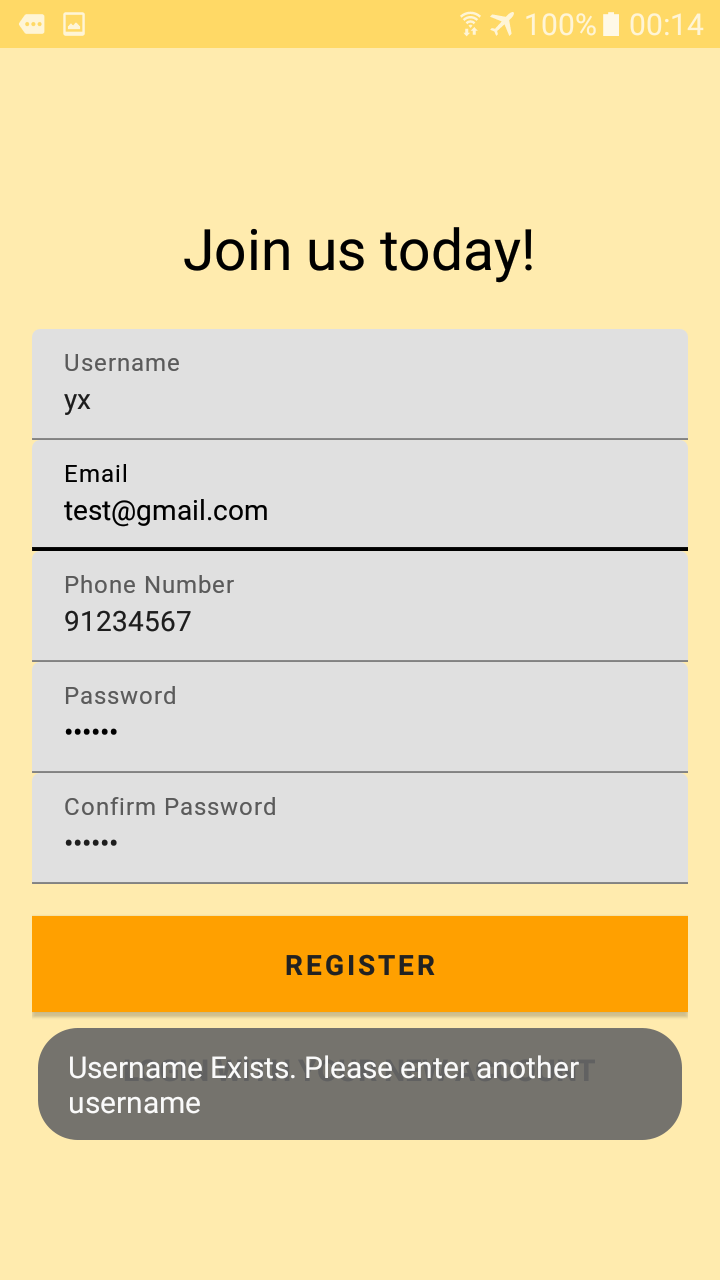 100% 00:14
Join us today!
Username
yx
Email
test@gmail.com
Phone Number
91234567
Password
••••••
Confirm Password
••••••
REGISTER
Username Exists. Please enter another
username